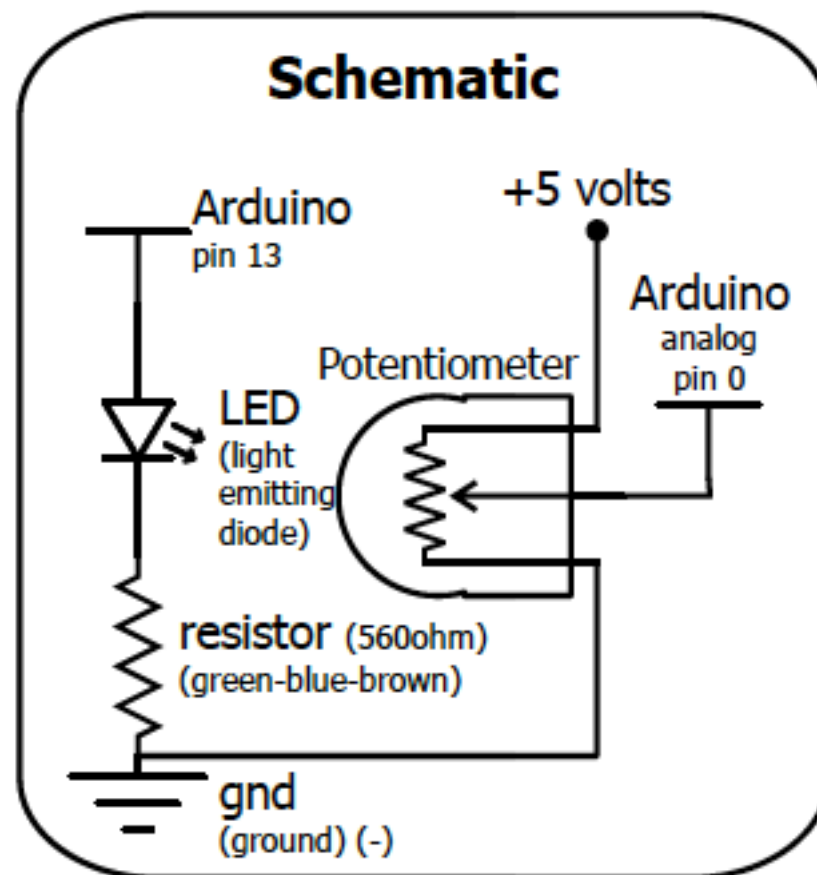 Schematic
Arduino
pin 13
+5 volts
Arduino
analog
pin 0
Potentiometer
LED
(light
emitting
diode)
resistor (560ohm)
(green-blue-brown)
gnd
(ground) (-)